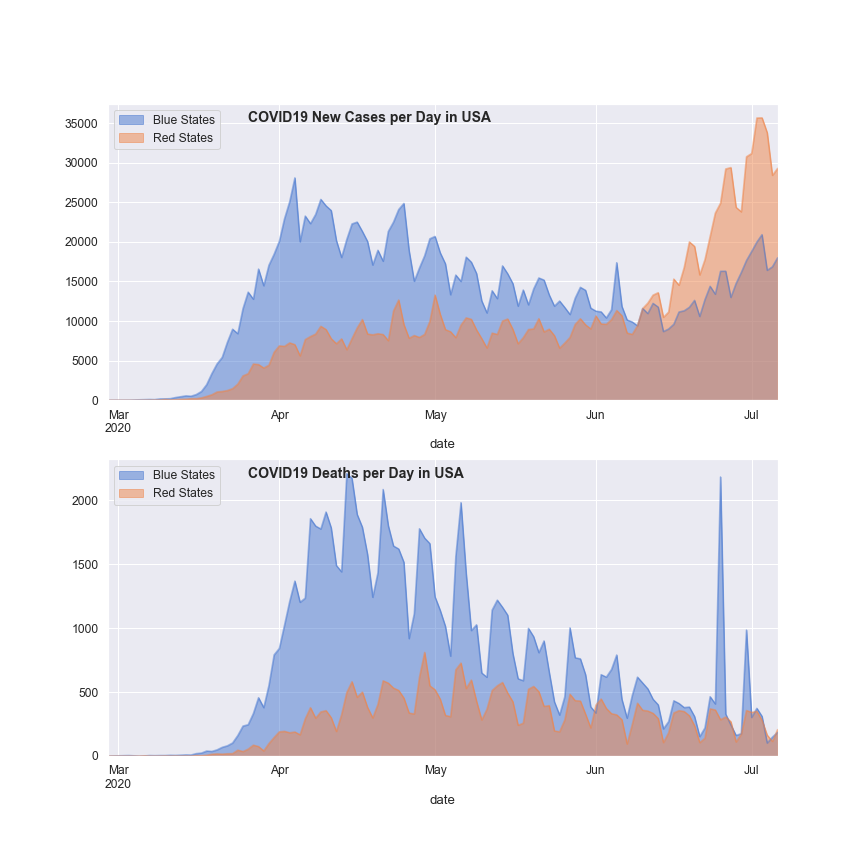 COVID19 New Cases per Day in USA
Blue States
Red States
35000
30000
25000
20000
15000
10000
5000
0
Mar Apr May Jun Jul
2020
date
COVID19 Deaths per Day in USA
Blue States
Red States
2000
1500
1000
500
0
Mar Apr May Jun Jul
2020
date